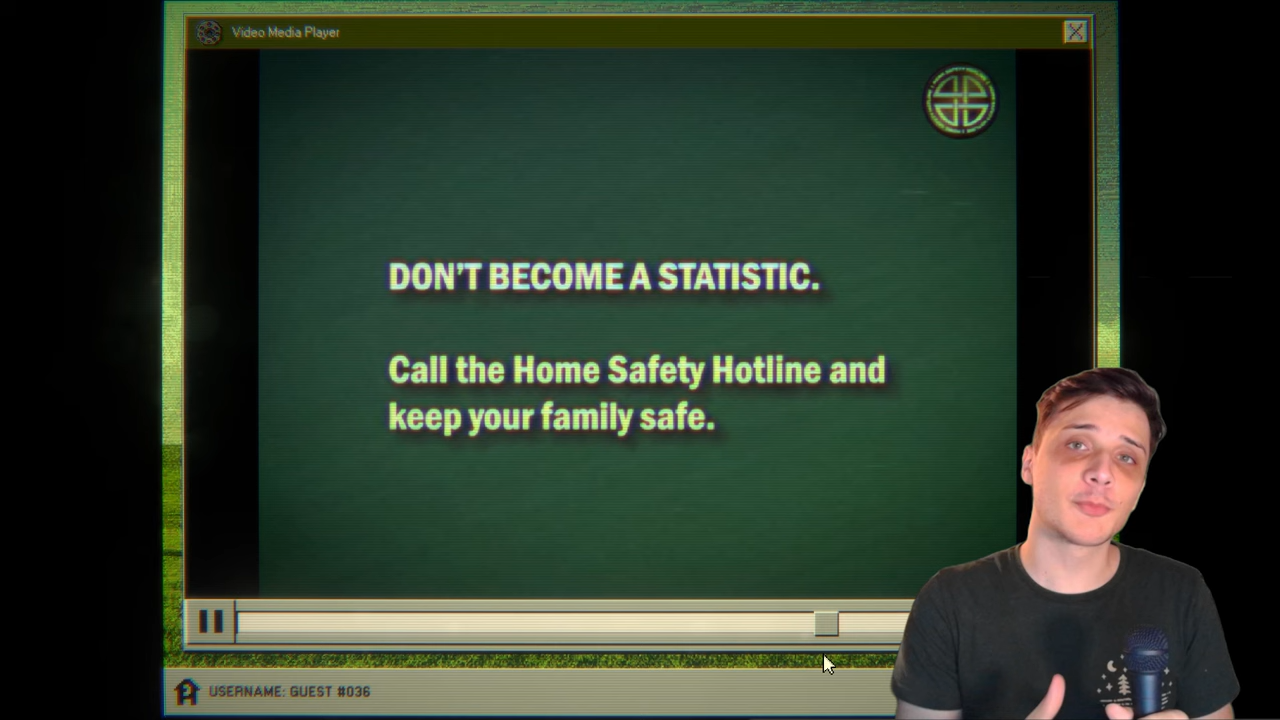 Video Media Player
DON'T BECOME A STATISTIC.
Call the Home Safety Hotline and
keep your family safe.
USERNAME: GUEST #036